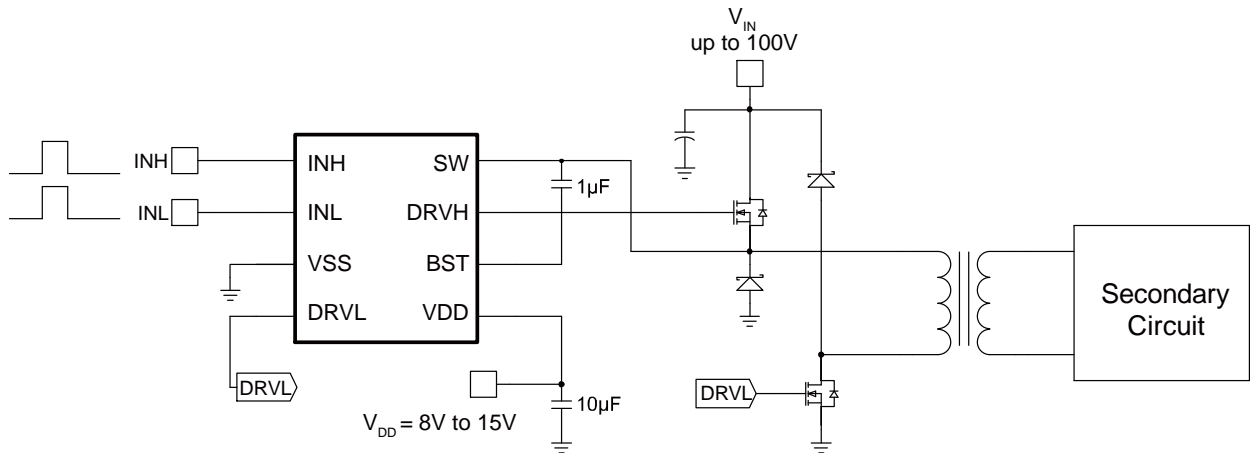 V_IN
up to 100V
INH
INL
INH
INL
VSS
DRVL
SW
DRVH
BST
VDD
1µF
DRVL
V_DD = 8V to 15V
10µF
DRVL
Secondary
Circuit